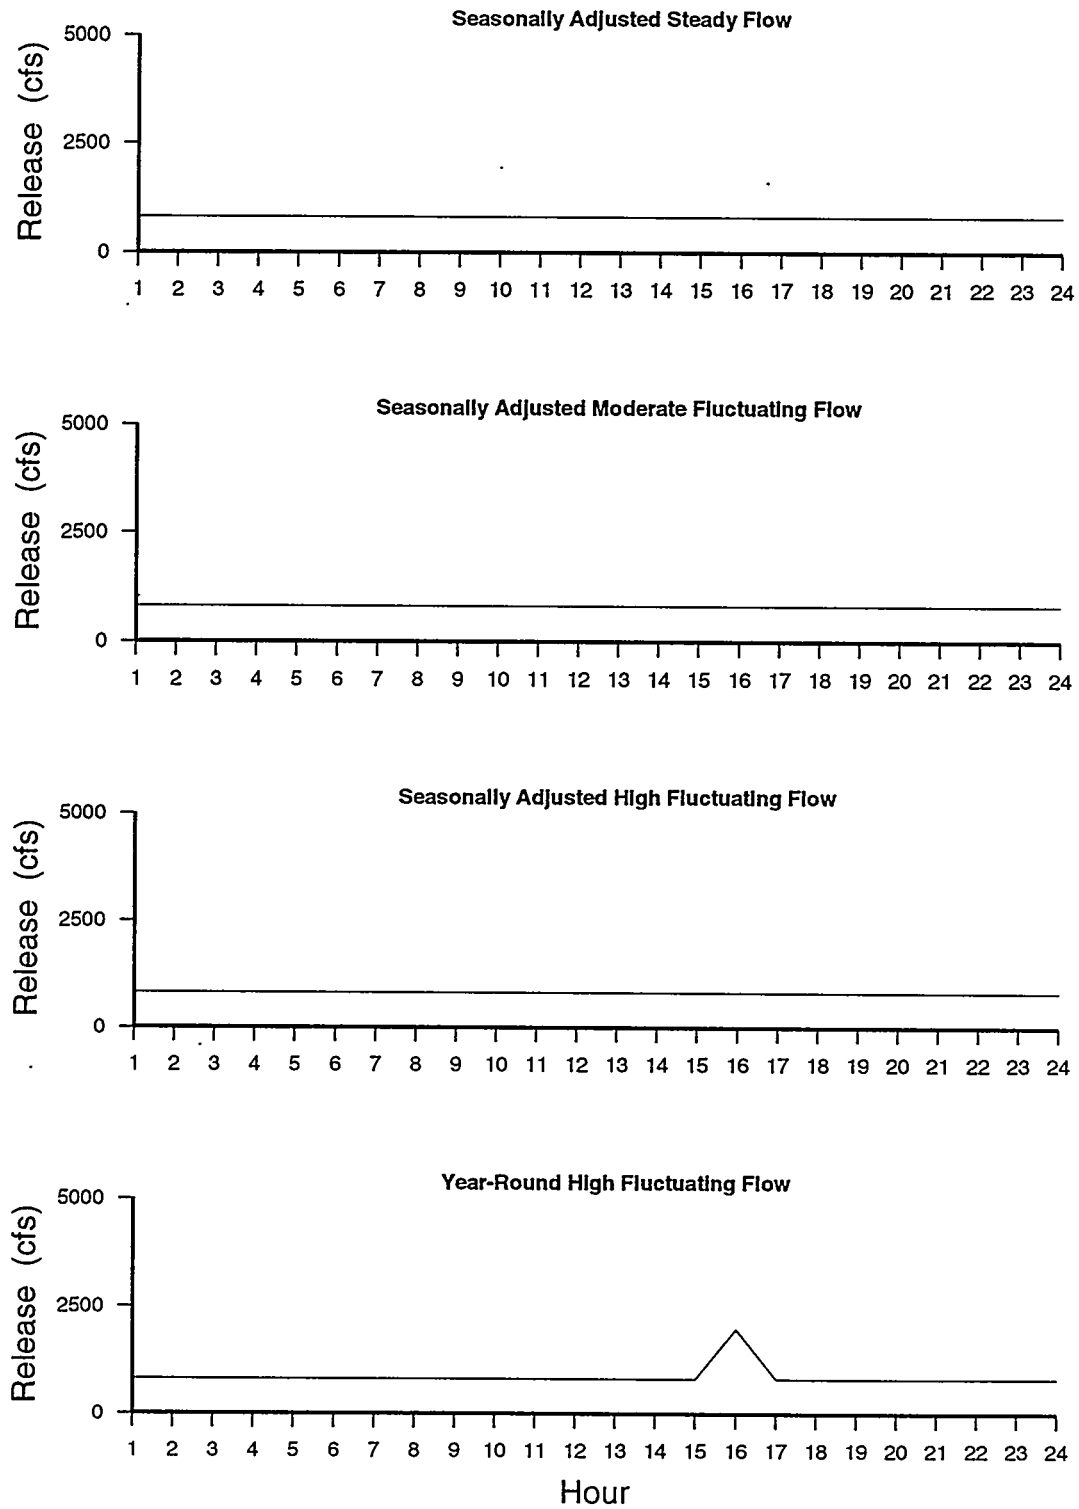 Seasonally Adjusted Steady Flow
Release (cfs)
5000
2500
0
1 2 3 4 5 6 7 8 9 10 11 12 13 14 15 16 17 18 19 20 21 22 23 24
Seasonally Adjusted Moderate Fluctuating Flow
Release (cfs)
5000
2500
0
1 2 3 4 5 6 7 8 9 10 11 12 13 14 15 16 17 18 19 20 21 22 23 24
Seasonally Adjusted High Fluctuating Flow
Release (cfs)
5000
2500
0
1 2 3 4 5 6 7 8 9 10 11 12 13 14 15 16 17 18 19 20 21 22 23 24
Year-Round High Fluctuating Flow
Release (cfs)
5000
2500
0
1 2 3 4 5 6 7 8 9 10 11 12 13 14 15 16 17 18 19 20 21 22 23 24
Hour